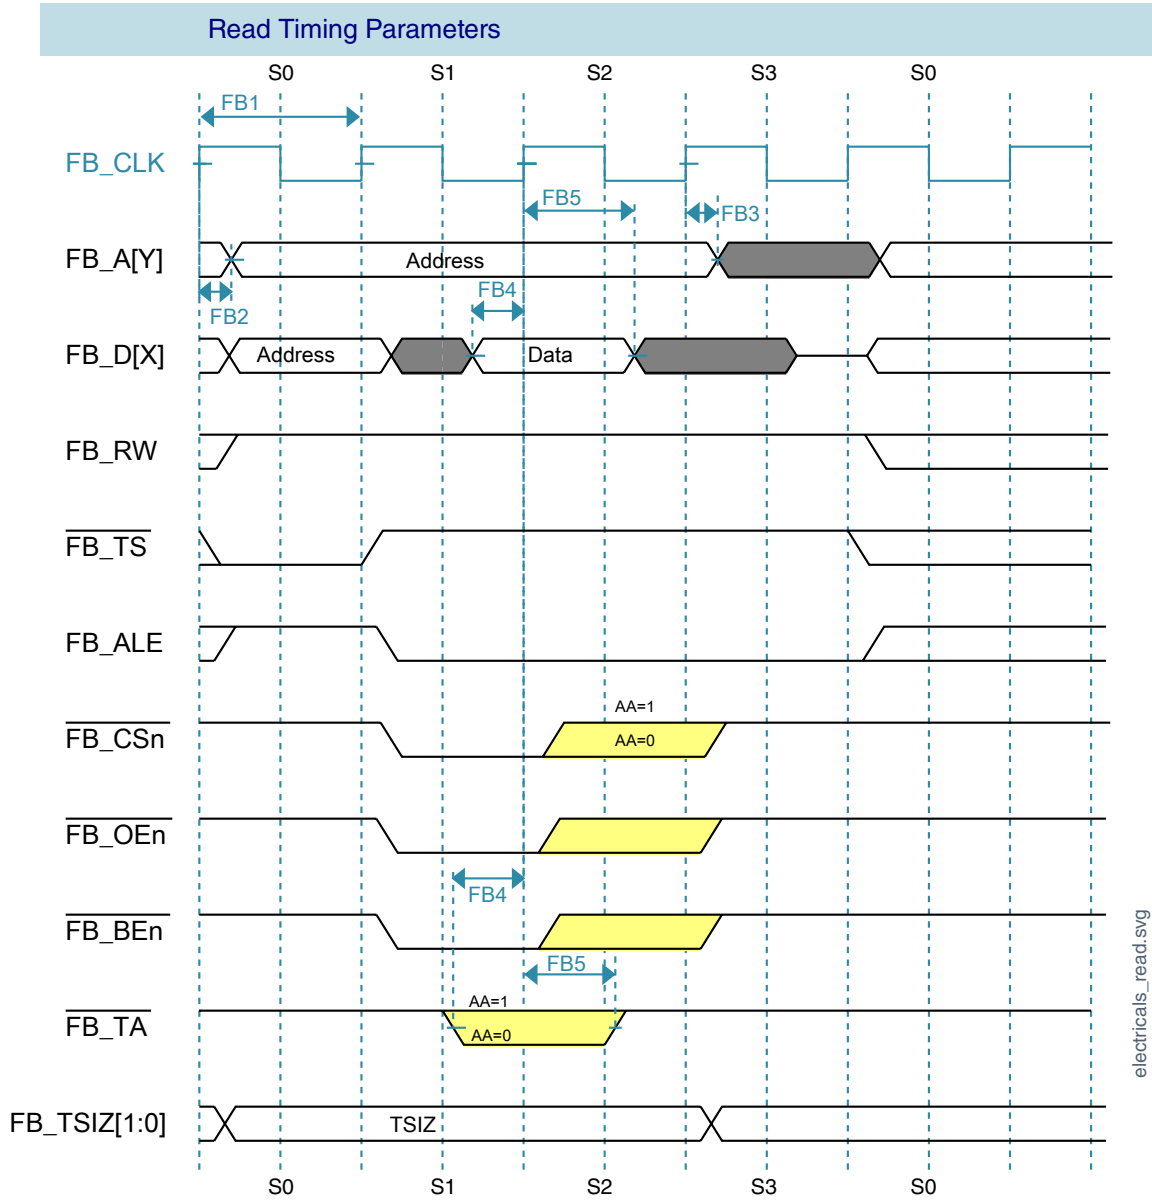 Read Timing Parameters
S0 S1 S2 S3 S0
FB1
FB_CLK
FB5
FB3
FB_A[Y]
Address
FB4
FB2
FB_D[X]
Address
Data
FB_RW
FB_TS
FB_ALE
AA=1
FB_CSn
AA=0
FB_OEn
FB4
FB_BEn
FB5
AA=1
FB_TA
AA=0
electricals_read.svg
FB_TSIZ[1:0]
TSIZ
S0 S1 S2 S3 S0